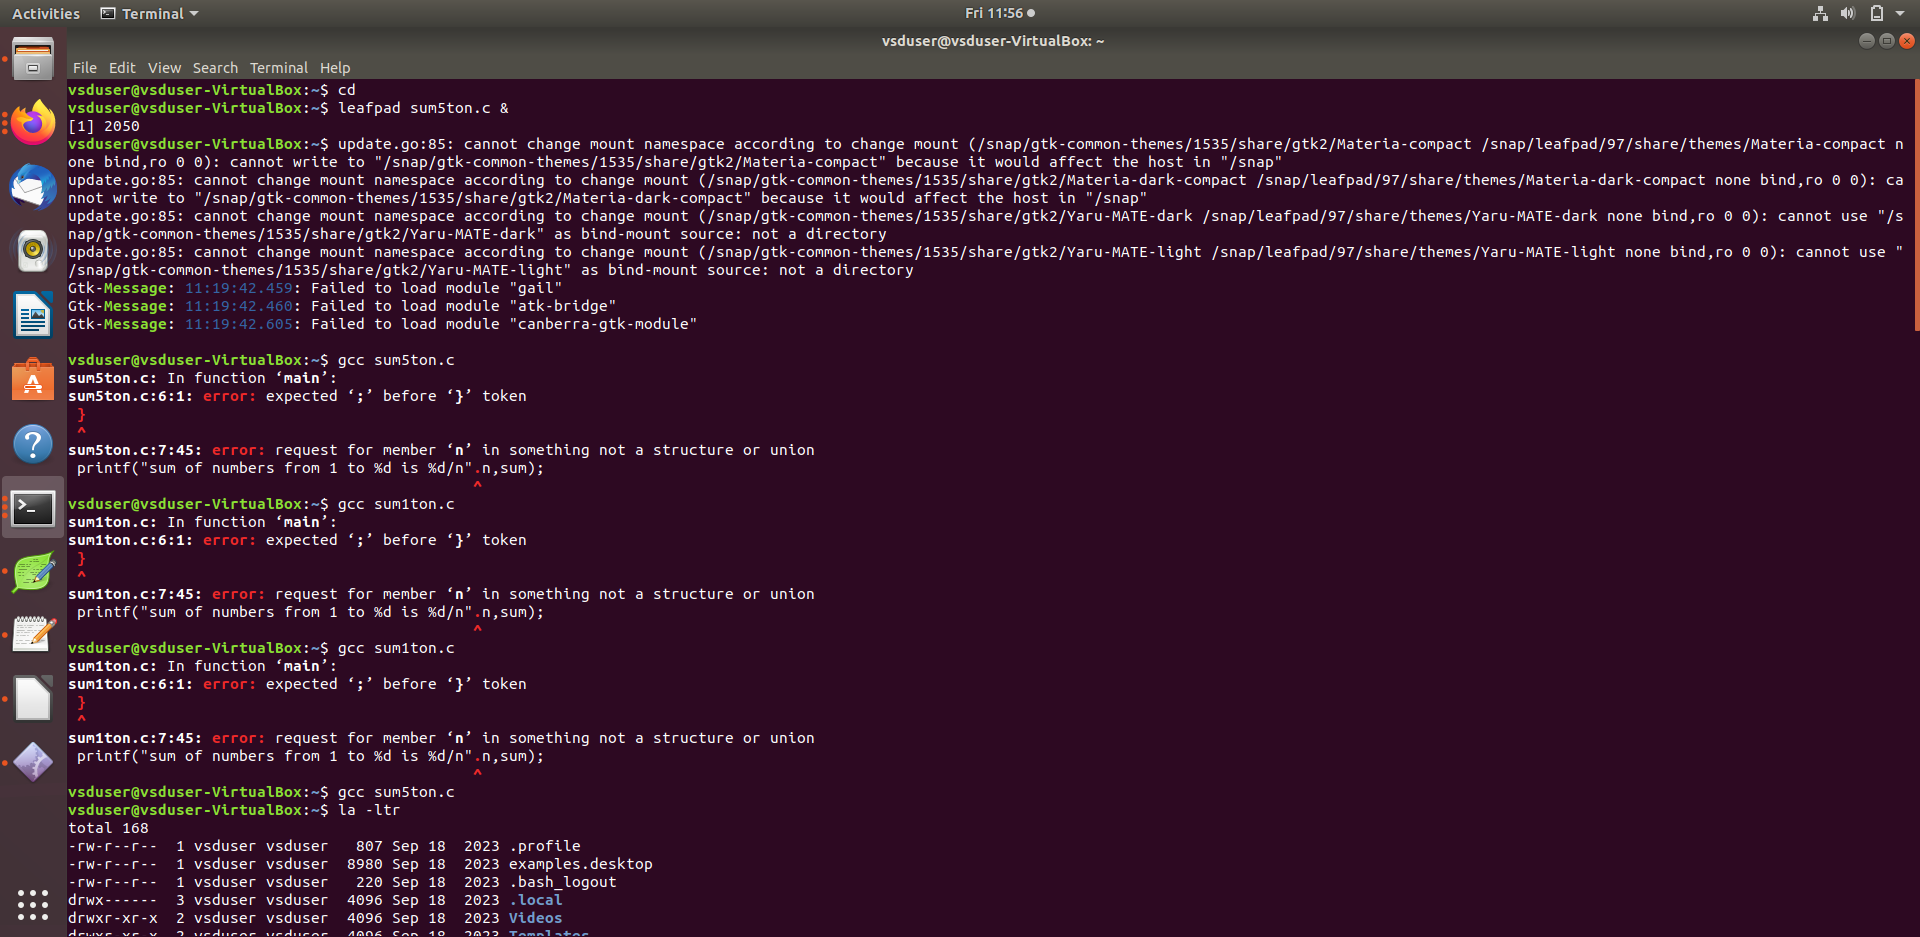 Activities Terminal Fri 11:56
vsduser@vsduser-VirtualBox: ~
File Edit View Search Terminal Help
vsduser@vsduser-VirtualBox:~$ cd
vsduser@vsduser-VirtualBox:~$ leafpad sum5ton.c &
[1] 2050
vsduser@vsduser-VirtualBox:~$ update.go:85: cannot change mount namespace according to change mount (/snap/gtk-common-themes/1535/share/gtk2/Materia-compact /snap/leafpad/97/share/themes/Materia-compact n
one bind,ro 0 0): cannot write to "/snap/gtk-common-themes/1535/share/gtk2/Materia-compact" because it would affect the host in "/snap"
update.go:85: cannot change mount namespace according to change mount (/snap/gtk-common-themes/1535/share/gtk2/Materia-dark-compact /snap/leafpad/97/share/themes/Materia-dark-compact none bind,ro 0 0): ca
nnot write to "/snap/gtk-common-themes/1535/share/gtk2/Materia-dark-compact" because it would affect the host in "/snap"
update.go:85: cannot change mount namespace according to change mount (/snap/gtk-common-themes/1535/share/gtk2/Yaru-MATE-dark /snap/leafpad/97/share/themes/Yaru-MATE-dark none bind,ro 0 0): cannot use "/s
nap/gtk-common-themes/1535/share/gtk2/Yaru-MATE-dark" as bind-mount source: not a directory
update.go:85: cannot change mount namespace according to change mount (/snap/gtk-common-themes/1535/share/gtk2/Yaru-MATE-light /snap/leafpad/97/share/themes/Yaru-MATE-light none bind,ro 0 0): cannot use "
/snap/gtk-common-themes/1535/share/gtk2/Yaru-MATE-light" as bind-mount source: not a directory
Gtk-Message: 11:19:42.459: Failed to load module "gail"
Gtk-Message: 11:19:42.460: Failed to load module "atk-bridge"
Gtk-Message: 11:19:42.605: Failed to load module "canberra-gtk-module"
vsduser@vsduser-VirtualBox:~$ gcc sum5ton.c
sum5ton.c: In function ‘main’:
sum5ton.c:6:1: error: expected ‘;’ before ‘}’ token
}
^
sum5ton.c:7:45: error: request for member ‘n’ in something not a structure or union
printf("sum of numbers from 1 to %d is %d/n".n,sum);
^
vsduser@vsduser-VirtualBox:~$ gcc sum1ton.c
sum1ton.c: In function ‘main’:
sum1ton.c:6:1: error: expected ‘;’ before ‘}’ token
}
^
sum1ton.c:7:45: error: request for member ‘n’ in something not a structure or union
printf("sum of numbers from 1 to %d is %d/n".n,sum);
^
vsduser@vsduser-VirtualBox:~$ gcc sum1ton.c
sum1ton.c: In function ‘main’:
sum1ton.c:6:1: error: expected ‘;’ before ‘}’ token
}
^
sum1ton.c:7:45: error: request for member ‘n’ in something not a structure or union
printf("sum of numbers from 1 to %d is %d/n".n,sum);
^
vsduser@vsduser-VirtualBox:~$ gcc sum5ton.c
vsduser@vsduser-VirtualBox:~$ la -ltr
total 168
-rw-r--r-- 1 vsduser vsduser 807 Sep 18 2023 .profile
-rw-r--r-- 1 vsduser vsduser 8980 Sep 18 2023 examples.desktop
-rw-r--r-- 1 vsduser vsduser 220 Sep 18 2023 .bash_logout
drwx------ 3 vsduser vsduser 4096 Sep 18 2023 .local
drwxr-xr-x 2 vsduser vsduser 4096 Sep 18 2023 Videos
drwxr-xr-x 2 vsduser vsduser 4096 Sep 18 2023 Templates